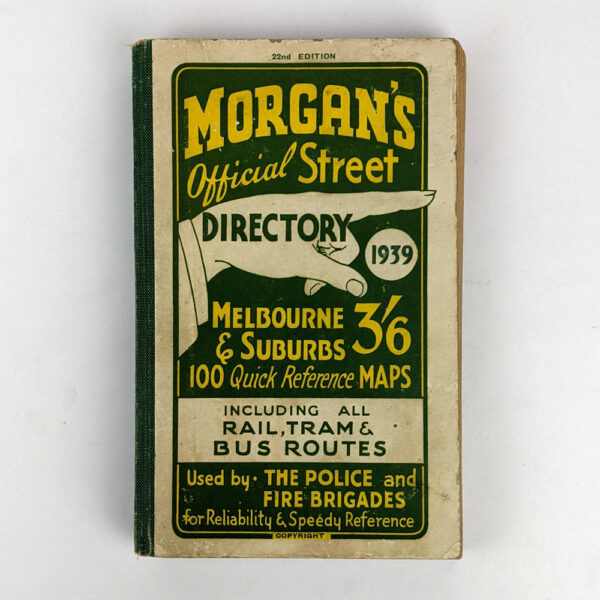 22nd EDITION
MORGAN'S
Official Street
DIRECTORY
1939
MELBOURNE
& SUBURBS
3'6
100 Quick Reference MAPS
INCLUDING ALL
RAIL, TRAM &
BUS ROUTES
Used by· THE POLICE and
FIRE BRIGADES
for Reliability & Speedy Reference
COPYRIGHT